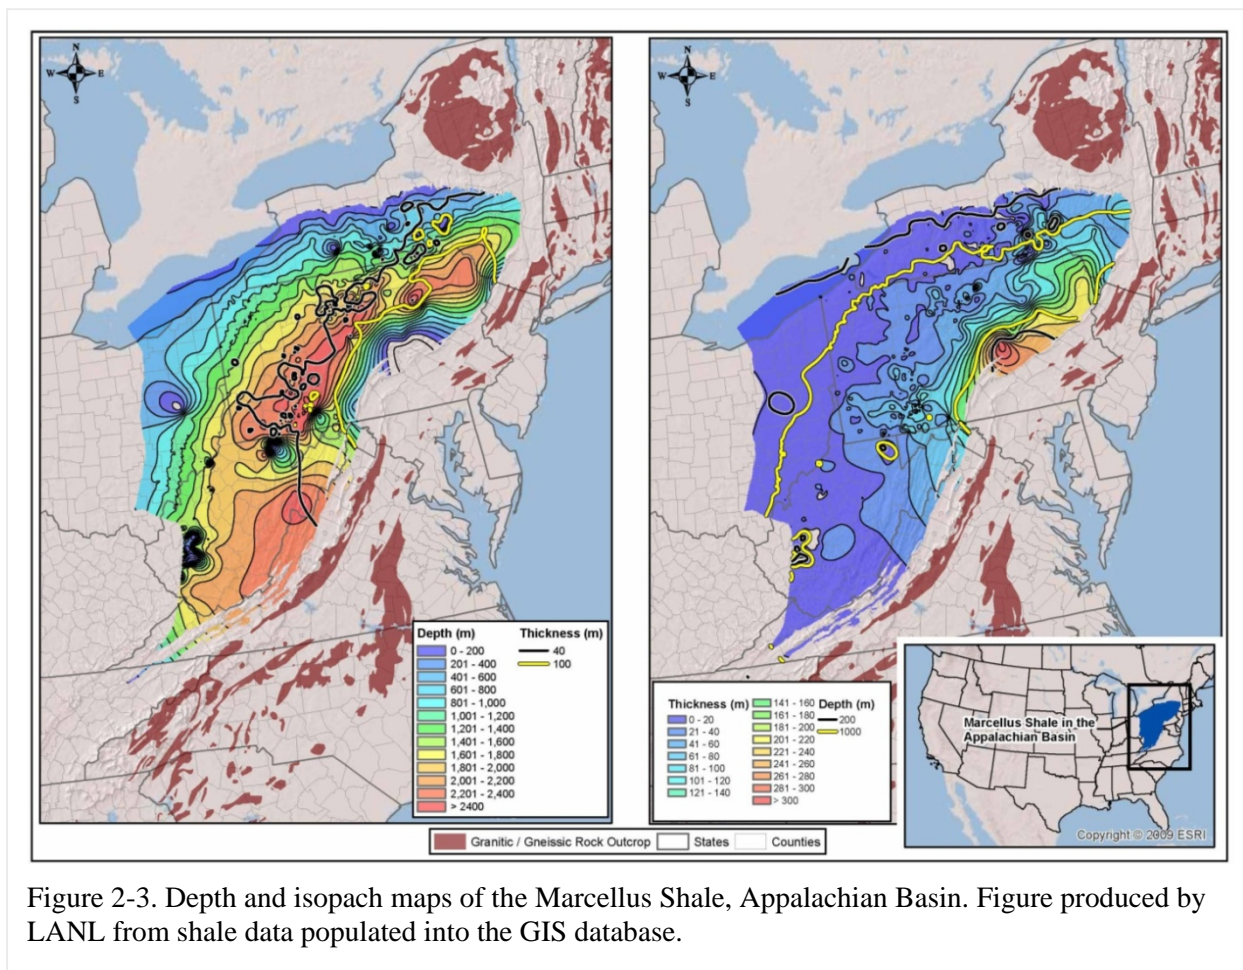 N
W E
S
N
W E
S
Depth (m) Thickness (m)
0 - 200 40
201 - 400 100
401 - 600
601 - 800
801 - 1,000
1,001 - 1,200
1,201 - 1,400
1,401 - 1,600
1,601 - 1,800
1,801 - 2,000
2,001 - 2,200
2,201 - 2,400
> 2400
Thickness (m)
0 - 20
21 - 40
41 - 60
61 - 80
81 - 100
101 - 120
121 - 140
141 - 160
161 - 180
181 - 200
201 - 220
221 - 240
241 - 260
261 - 280
281 - 300
> 300
Depth (m)
200
1000
Marcellus Shale in the
Appalachian Basin
Copyright © 2009 ESRI
Granitic / Gneissic Rock Outcrop States Counties
Figure 2-3. Depth and isopach maps of the Marcellus Shale, Appalachian Basin. Figure produced by
LANL from shale data populated into the GIS database.